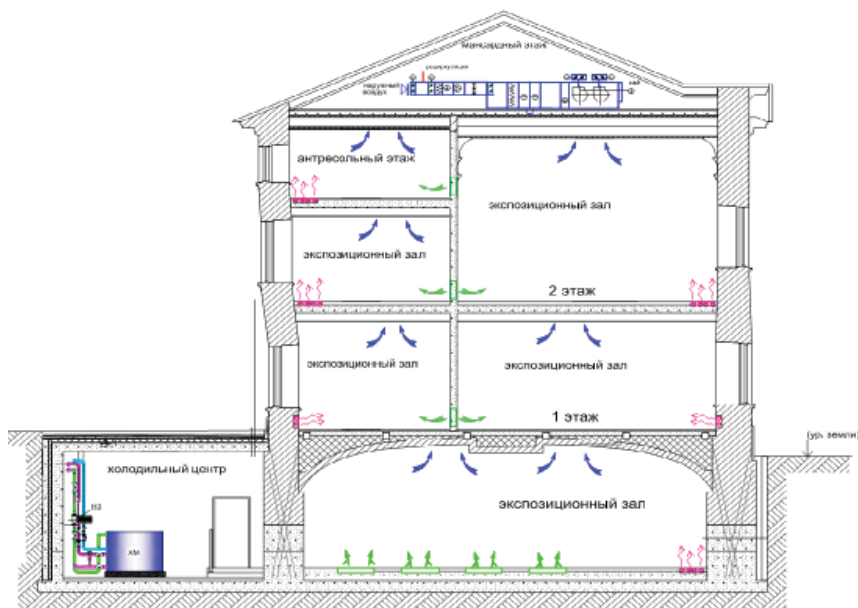 мансардный этаж
рециркуляция
наружный
воздух
антресольный этаж
экспозиционный зал
экспозиционный зал
2 этаж
экспозиционный зал
экспозиционный зал
1 этаж
(ур. земли)
холодильный центр
экспозиционный зал
ХМ